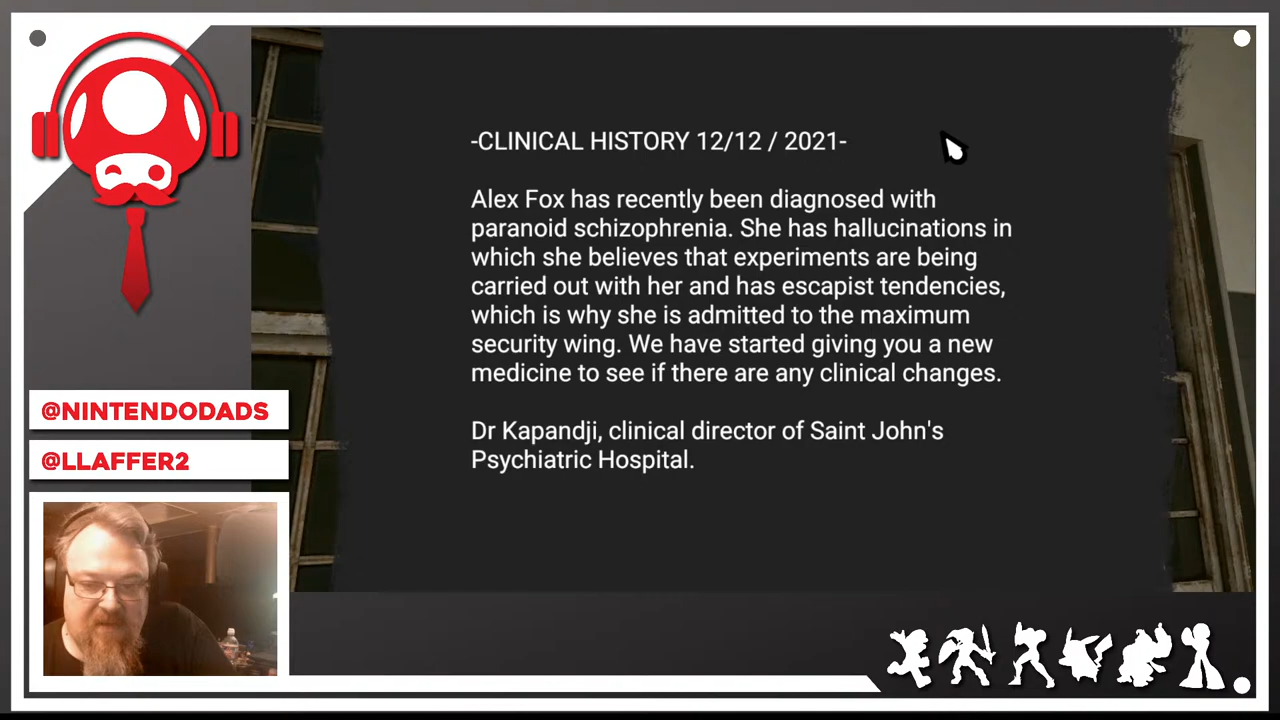 -CLINICAL HISTORY 12/12 / 2021-
Alex Fox has recently been diagnosed with
paranoid schizophrenia. She has hallucinations in
which she believes that experiments are being
carried out with her and has escapist tendencies,
which is why she is admitted to the maximum
security wing. We have started giving you a new
medicine to see if there are any clinical changes.
Dr Kapandji, clinical director of Saint John's
Psychiatric Hospital.
@NINTENDODADS
@LLAFFER2